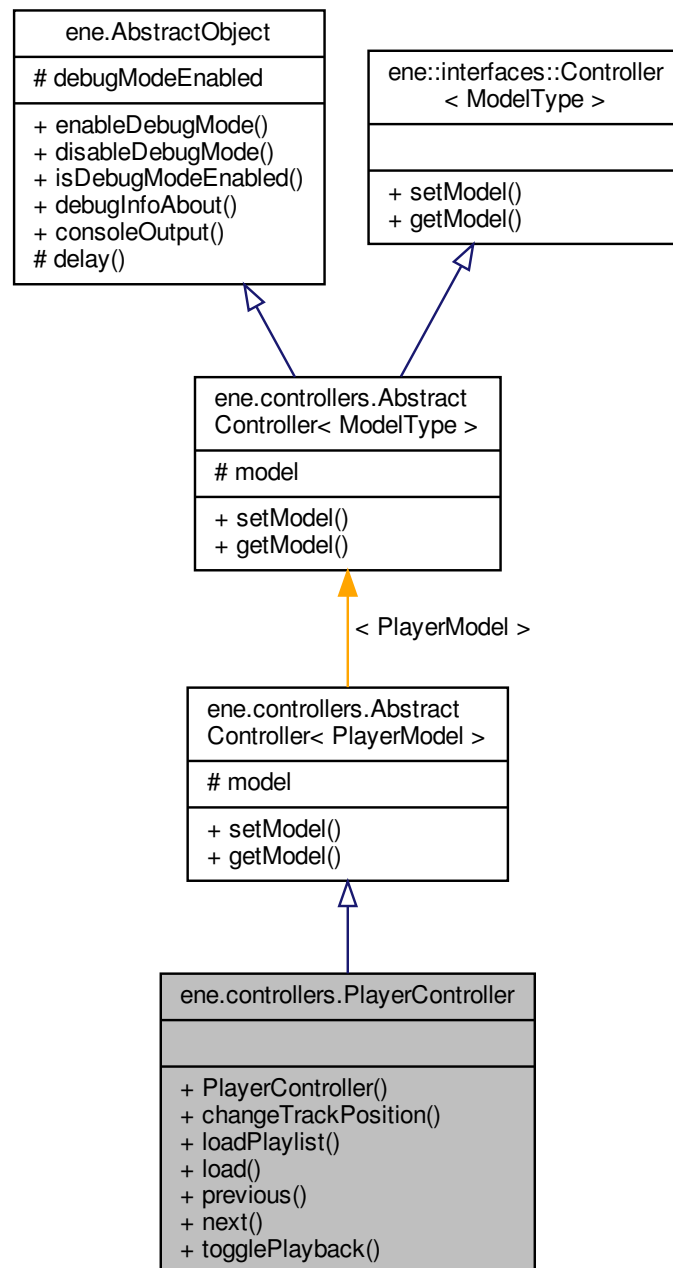 ene.AbstractObject
# debugModeEnabled
+ enableDebugMode()
+ disableDebugMode()
+ isDebugModeEnabled()
+ debugInfoAbout()
+ consoleOutput()
# delay()
ene::interfaces::Controller
< ModelType >
+ setModel()
+ getModel()
ene.controllers.Abstract
Controller< ModelType >
# model
+ setModel()
+ getModel()
< PlayerModel >
ene.controllers.Abstract
Controller< PlayerModel >
# model
+ setModel()
+ getModel()
ene.controllers.PlayerController
+ PlayerController()
+ changeTrackPosition()
+ loadPlaylist()
+ load()
+ previous()
+ next()
+ togglePlayback()